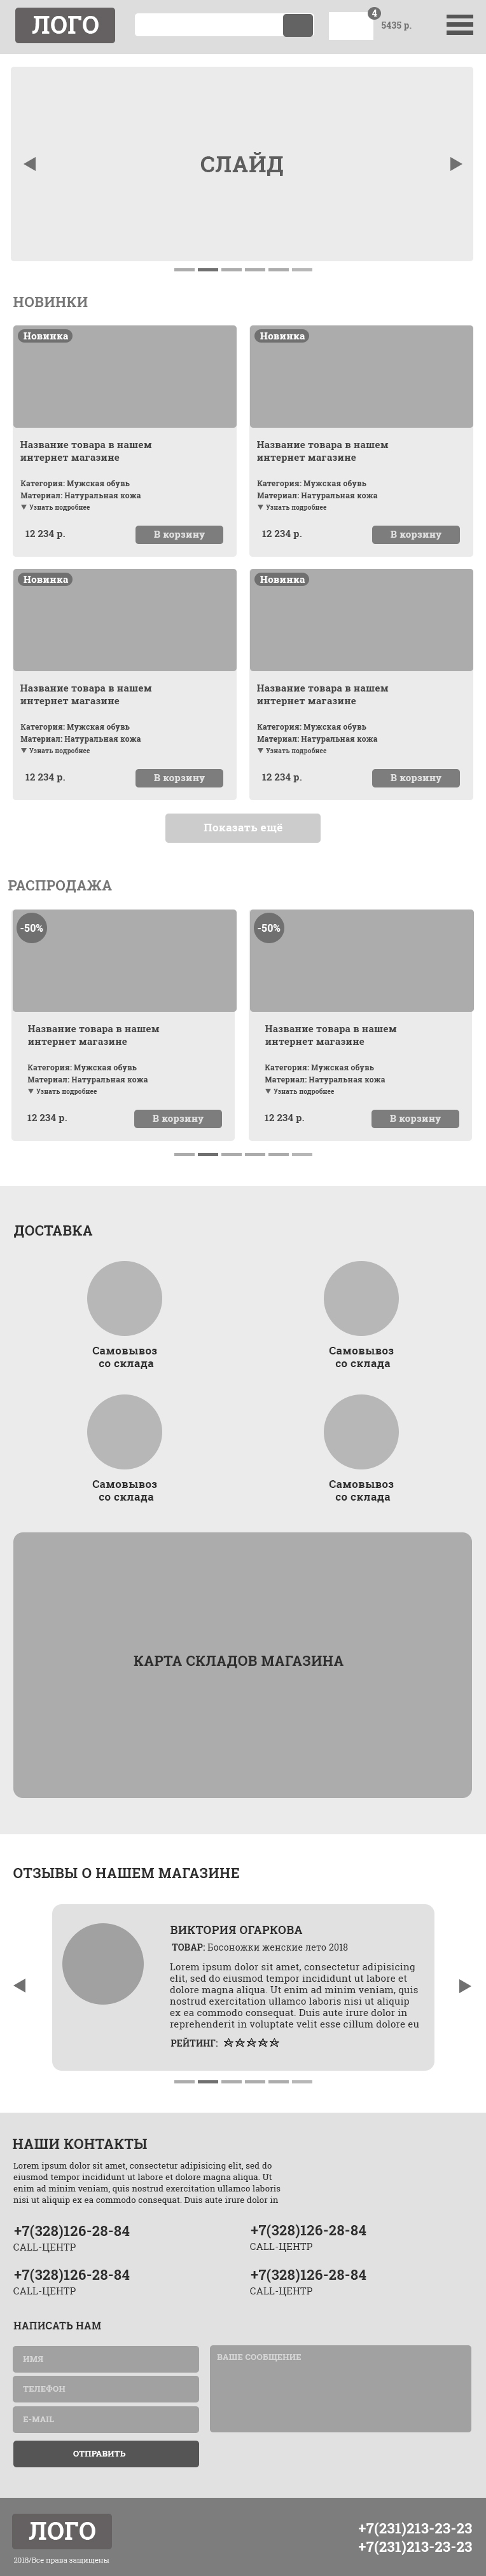 ЛОГО
4
5435 р.
СЛАЙД
НОВИНКИ
Новинка
Название товара в нашем
интернет магазине
Категория: Мужская обувь
Материал: Натуральная кожа
Узнать подробнее
12 234 р.
В корзину
Новинка
Название товара в нашем
интернет магазине
Категория: Мужская обувь
Материал: Натуральная кожа
Узнать подробнее
12 234 р.
В корзину
Новинка
Название товара в нашем
интернет магазине
Категория: Мужская обувь
Материал: Натуральная кожа
Узнать подробнее
12 234 р.
В корзину
Новинка
Название товара в нашем
интернет магазине
Категория: Мужская обувь
Материал: Натуральная кожа
Узнать подробнее
12 234 р.
В корзину
Показать ещё
РАСПРОДАЖА
-50%
Название товара в нашем
интернет магазине
Категория: Мужская обувь
Материал: Натуральная кожа
Узнать подробнее
12 234 р.
В корзину
-50%
Название товара в нашем
интернет магазине
Категория: Мужская обувь
Материал: Натуральная кожа
Узнать подробнее
12 234 р.
В корзину
ДОСТАВКА
Самовывоз
со склада
Самовывоз
со склада
Самовывоз
со склада
Самовывоз
со склада
КАРТА СКЛАДОВ МАГАЗИНА
ОТЗЫВЫ О НАШЕМ МАГАЗИНЕ
ВИКТОРИЯ ОГАРКОВА
ТОВАР: Босоножки женские лето 2018
Lorem ipsum dolor sit amet, consectetur adipisicing
elit, sed do eiusmod tempor incididunt ut labore et
dolore magna aliqua. Ut enim ad minim veniam, quis
nostrud exercitation ullamco laboris nisi ut aliquip
ex ea commodo consequat. Duis aute irure dolor in
reprehenderit in voluptate velit esse cillum dolore eu
РЕЙТИНГ:
НАШИ КОНТАКТЫ
Lorem ipsum dolor sit amet, consectetur adipisicing elit, sed do
eiusmod tempor incididunt ut labore et dolore magna aliqua. Ut
enim ad minim veniam, quis nostrud exercitation ullamco laboris
nisi ut aliquip ex ea commodo consequat. Duis aute irure dolor in
+7(328)126-28-84
CALL-ЦЕНТР
+7(328)126-28-84
CALL-ЦЕНТР
+7(328)126-28-84
CALL-ЦЕНТР
+7(328)126-28-84
CALL-ЦЕНТР
НАПИСАТЬ НАМ
ИМЯ
ТЕЛЕФОН
E-MAIL
ВАШЕ СООБЩЕНИЕ
ОТПРАВИТЬ
ЛОГО
2018/Все права защищены
+7(231)213-23-23
+7(231)213-23-23